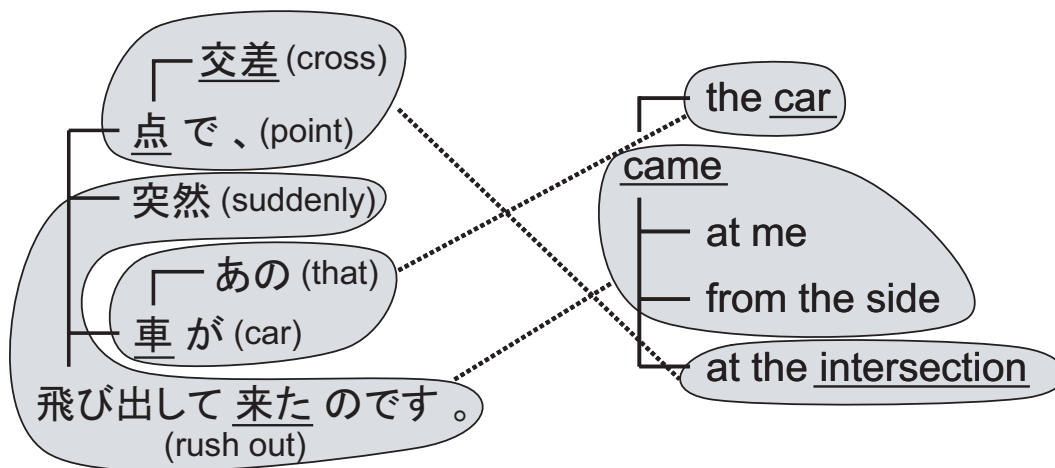 交差 (cross)
点 で 、 (point)
突然 (suddenly)
あの (that)
車 が (car)
飛び出して 来た のです 。
(rush out)
the car
came
at me
from the side
at the intersection